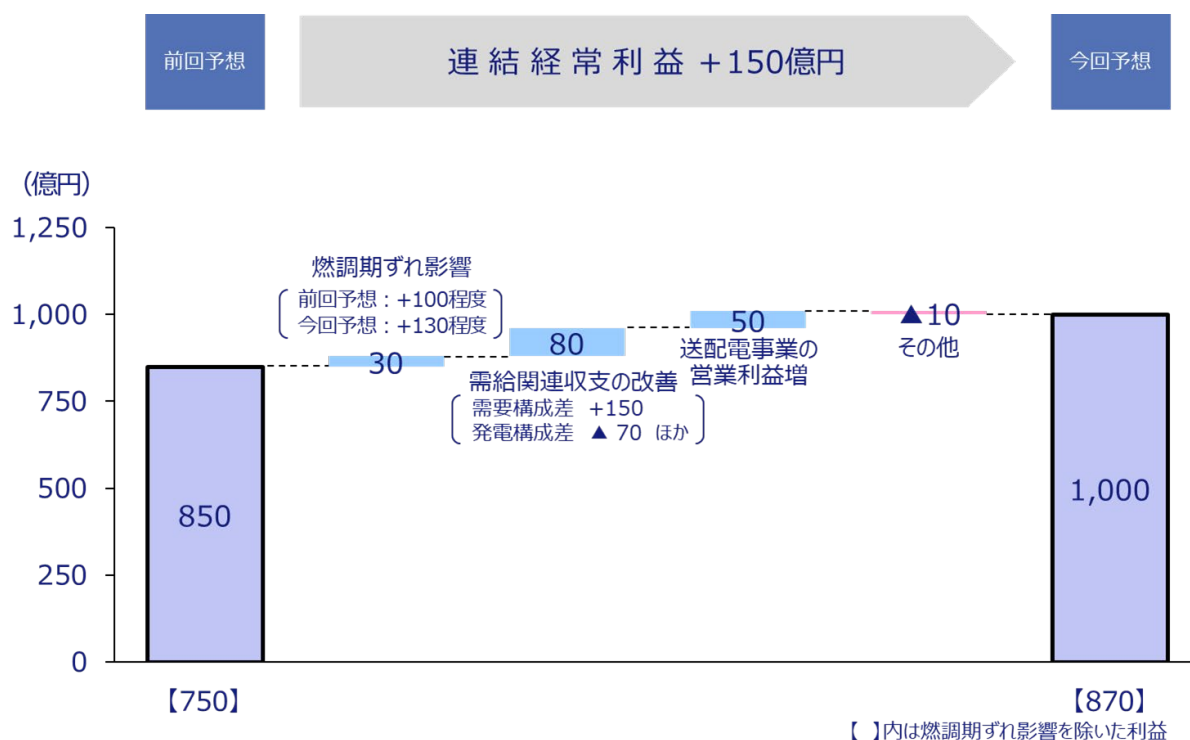 前回予想
連結経常利益 +150億円
今回予想
(億円)
1,250
1,000
750
500
250
0
燃調期ずれ影響
前回予想：+100程度
今回予想：+130程度
30
80
需給関連収支の改善
需要構成差 +150
発電構成差 ▲ 70 ほか
50
送配電事業の
営業利益増
▲10
その他
850
1,000
【750】
【870】
【 】内は燃調期ずれ影響を除いた利益